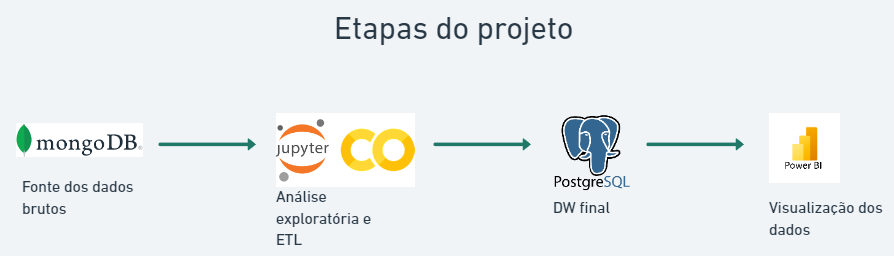 Etapas do projeto
mongoDB®
Fonte dos dados
brutos
jupyter
Análise
exploratória e
ETL
PostgreSQL
DW final
Power BI
Visualização dos
dados